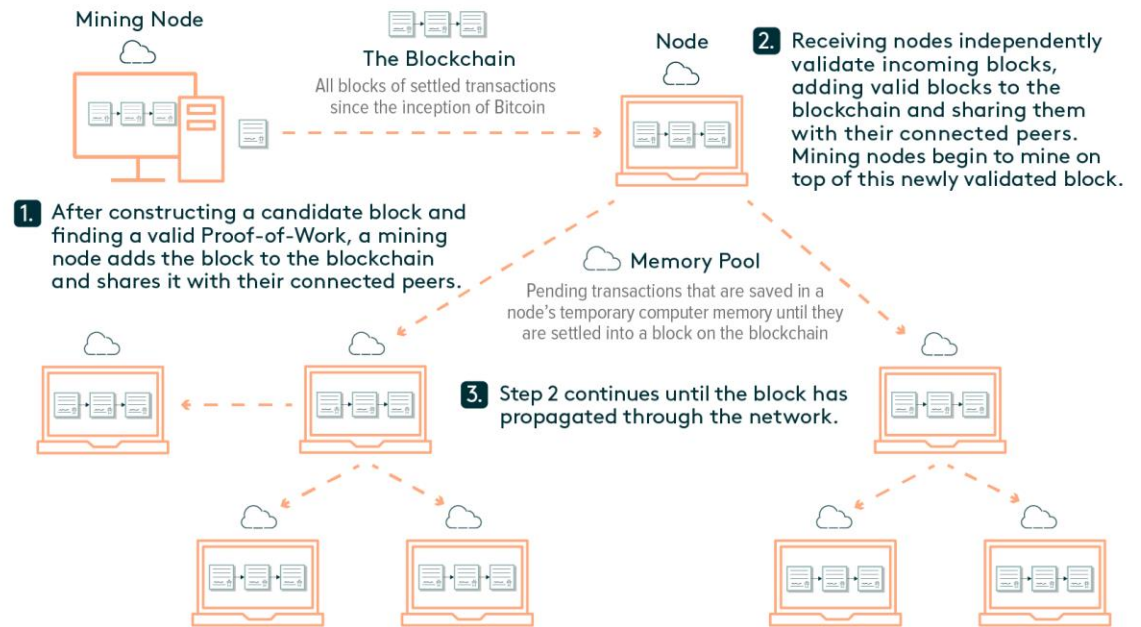 Mining Node
The Blockchain
All blocks of settled transactions
since the inception of Bitcoin
Node
2. Receiving nodes independently
validate incoming blocks,
adding valid blocks to the
blockchain and sharing them
with their connected peers.
Mining nodes begin to mine on
top of this newly validated block.
1. After constructing a candidate block and
finding a valid Proof-of-Work, a mining
node adds the block to the blockchain
and shares it with their connected peers.
Memory Pool
Pending transactions that are saved in a
node's temporary computer memory until they
are settled into a block on the blockchain
3. Step 2 continues until the block has
propagated through the network.